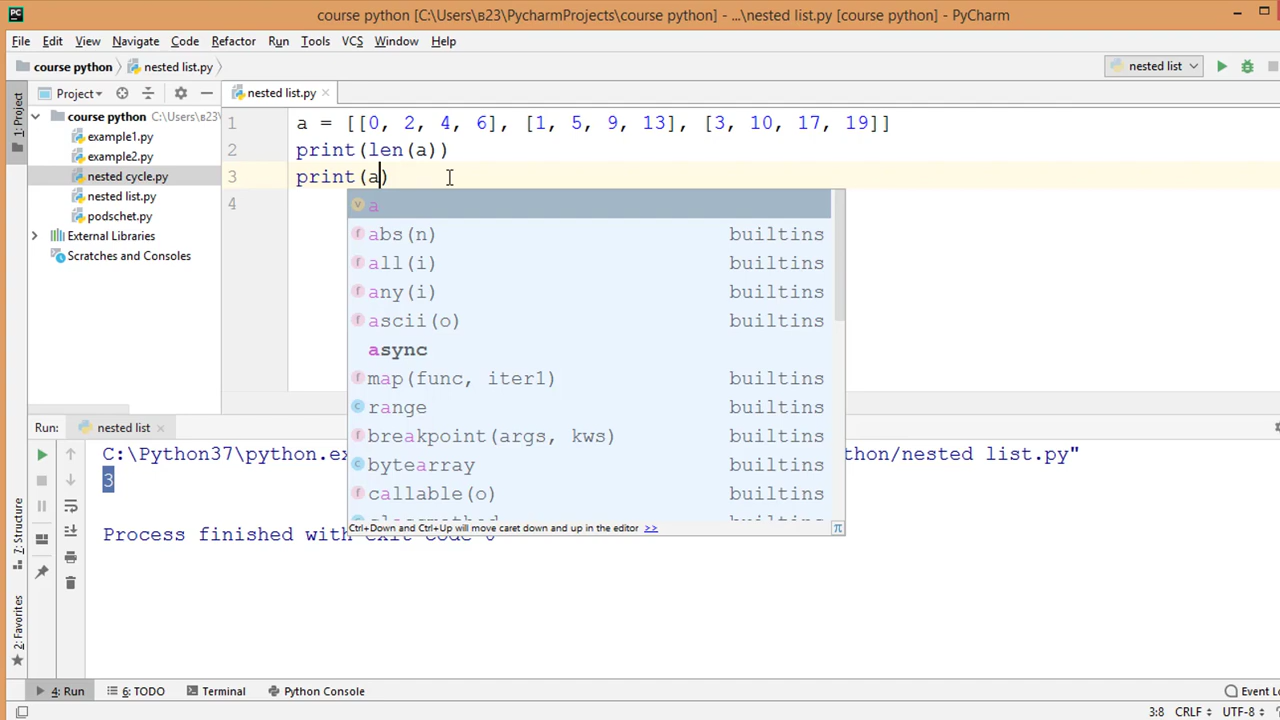 PC course python [C:\Users\в23\PycharmProjects\course python] - ...\nested list.py [course python] - PyCharm
File Edit View Navigate Code Refactor Run Tools VCS Window Help
course python nested list.py nested list
1: Project
Project
nested list.py
course python C:\Users\в23
example1.py
example2.py
nested cycle.py
nested list.py
podschet.py
External Libraries
Scratches and Consoles
1 a = [[0, 2, 4, 6], [1, 5, 9, 13], [3, 10, 17, 19]]
2 print(len(a))
3 print(a)
4
v a
f abs(n) builtins
f all(i) builtins
f any(i) builtins
f ascii(o) builtins
async
f map(func, iter1) builtins
c range builtins
f breakpoint(args, kws) builtins
c bytearray builtins
f callable(o) builtins
Ctrl+Down and Ctrl+Up will move caret down and up in the editor >> π
Run: nested list
C:\Python37\python.ex thon/nested list.py"
3
Process finished with exit code 0
7: Structure
2: Favorites
4: Run 6: TODO Terminal Python Console Event Lo
3:8 CRLF UTF-8